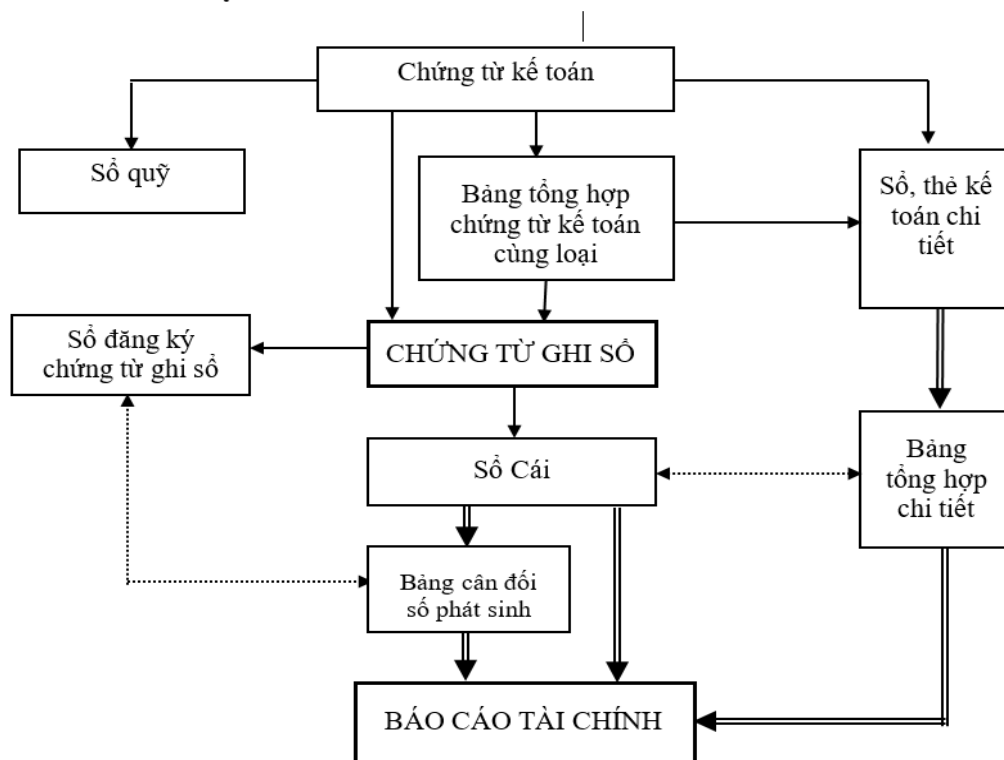 Chứng từ kế toán
Sổ quỹ
Bảng tổng hợp
chứng từ kế toán
cùng loại
Sổ, thẻ kế
toán chi
tiết
Sổ đăng ký
chứng từ ghi sổ
CHỨNG TỪ GHI SỔ
Sổ Cái
Bảng
tổng hợp
chi tiết
Bảng cân đối
số phát sinh
BÁO CÁO TÀI CHÍNH